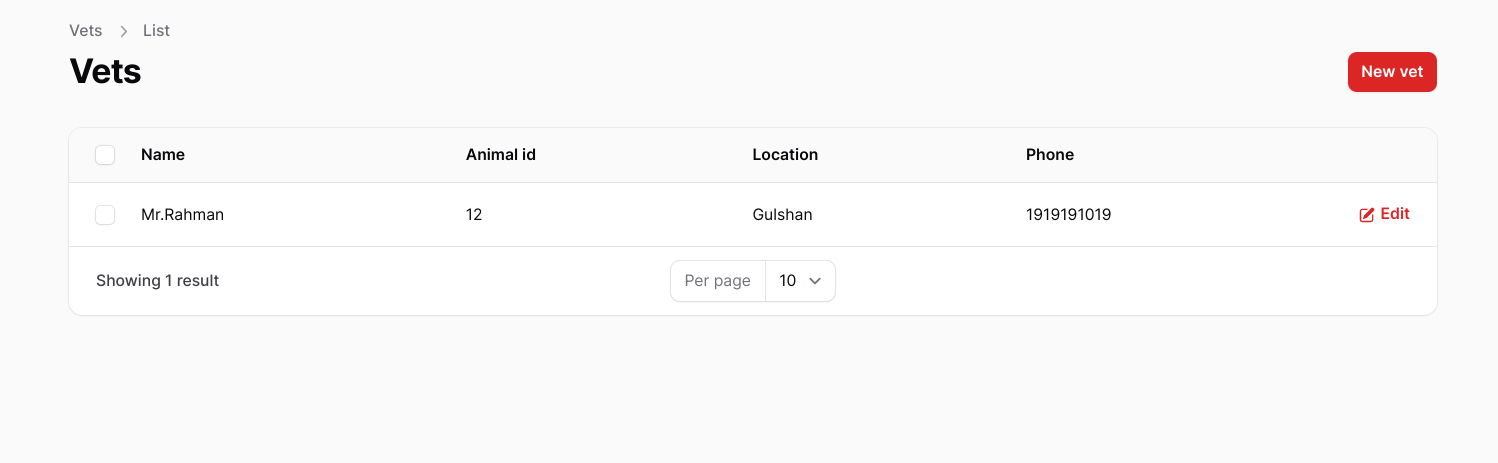 Vets > List
Vets
New vet
Name Animal id Location Phone
Mr.Rahman 12 Gulshan 1919191019 Edit
Showing 1 result Per page 10